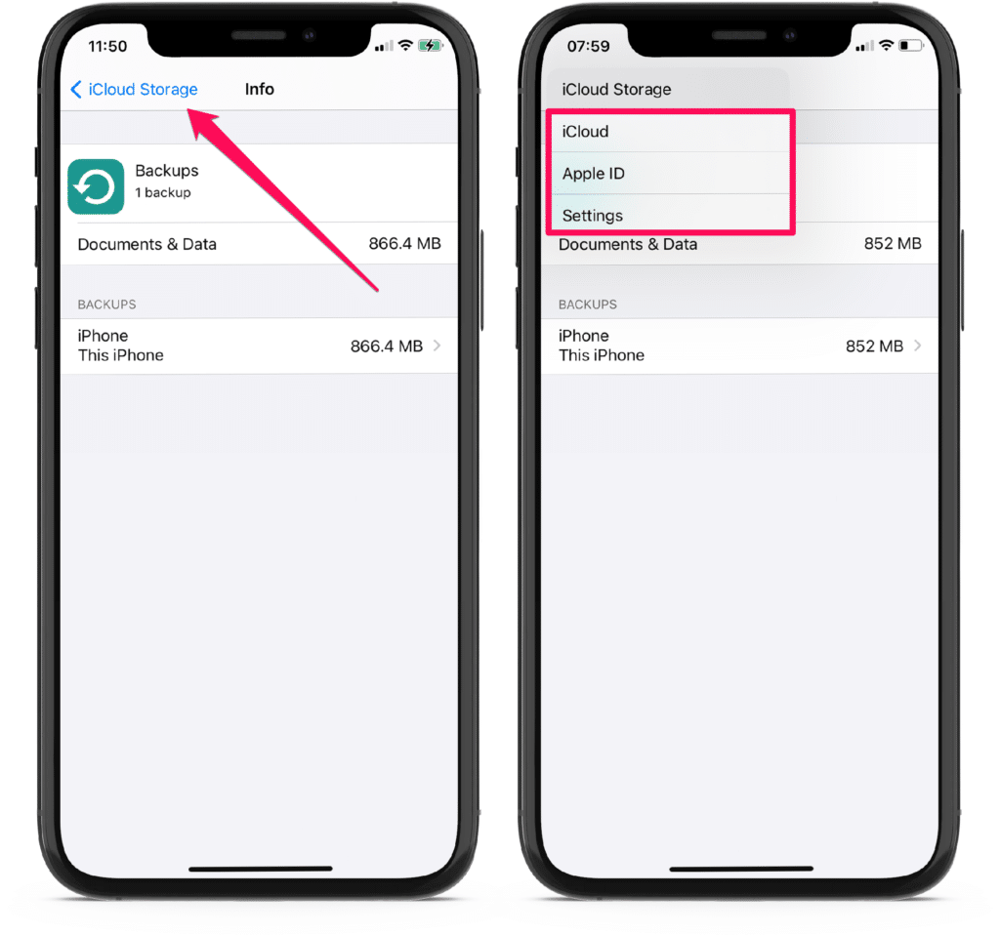 11:50
iCloud Storage
Info
Backups
1 backup
Documents & Data
866.4 MB
BACKUPS
iPhone
This iPhone
866.4 MB
07:59
iCloud Storage
iCloud
Apple ID
Settings
Documents & Data
852 MB
BACKUPS
iPhone
This iPhone
852 MB